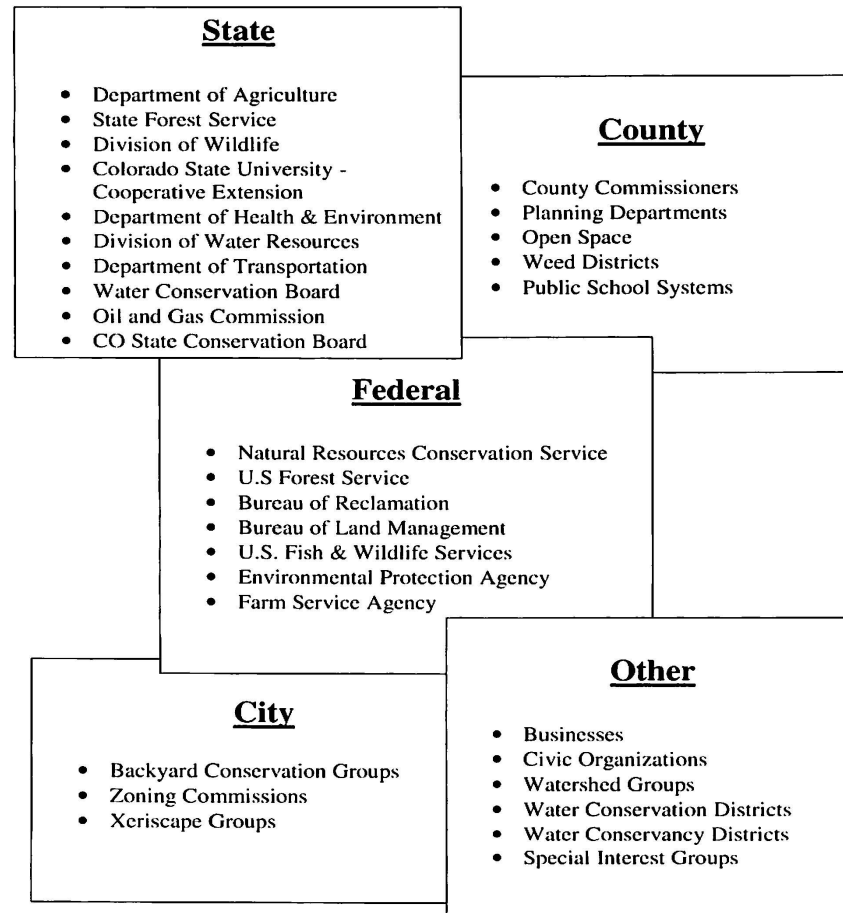 State
• Department of Agriculture
• State Forest Service
• Division of Wildlife
• Colorado State University -
Cooperative Extension
• Department of Health & Environment
• Division of Water Resources
• Department of Transportation
• Water Conservation Board
• Oil and Gas Commission
• CO State Conservation Board
County
• County Commissioners
• Planning Departments
• Open Space
• Weed Districts
• Public School Systems
Federal
• Natural Resources Conservation Service
• U.S Forest Service
• Bureau of Reclamation
• Bureau of Land Management
• U.S. Fish & Wildlife Services
• Environmental Protection Agency
• Farm Service Agency
City
• Backyard Conservation Groups
• Zoning Commissions
• Xeriscape Groups
Other
• Businesses
• Civic Organizations
• Watershed Groups
• Water Conservation Districts
• Water Conservancy Districts
• Special Interest Groups